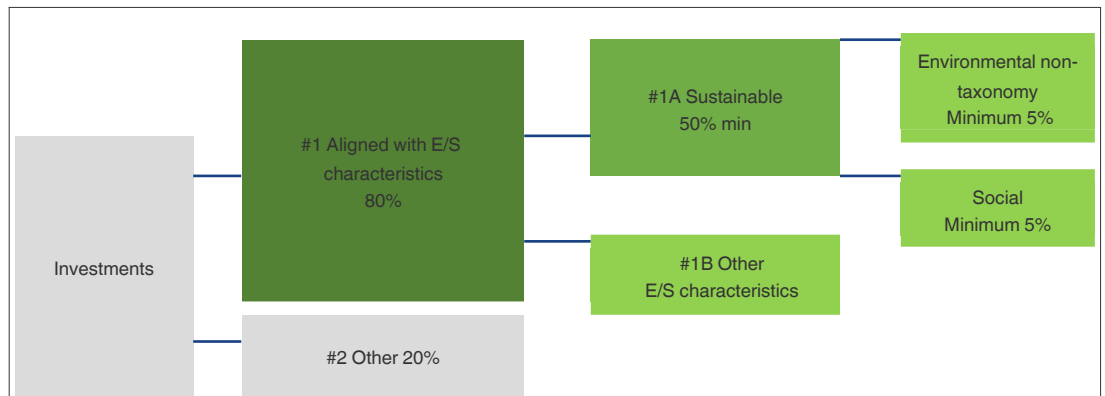 Investments
#1 Aligned with E/S
characteristics
80%
#2 Other 20%
#1A Sustainable
50% min
#1B Other
E/S characteristics
Environmental non-
taxonomy
Minimum 5%
Social
Minimum 5%